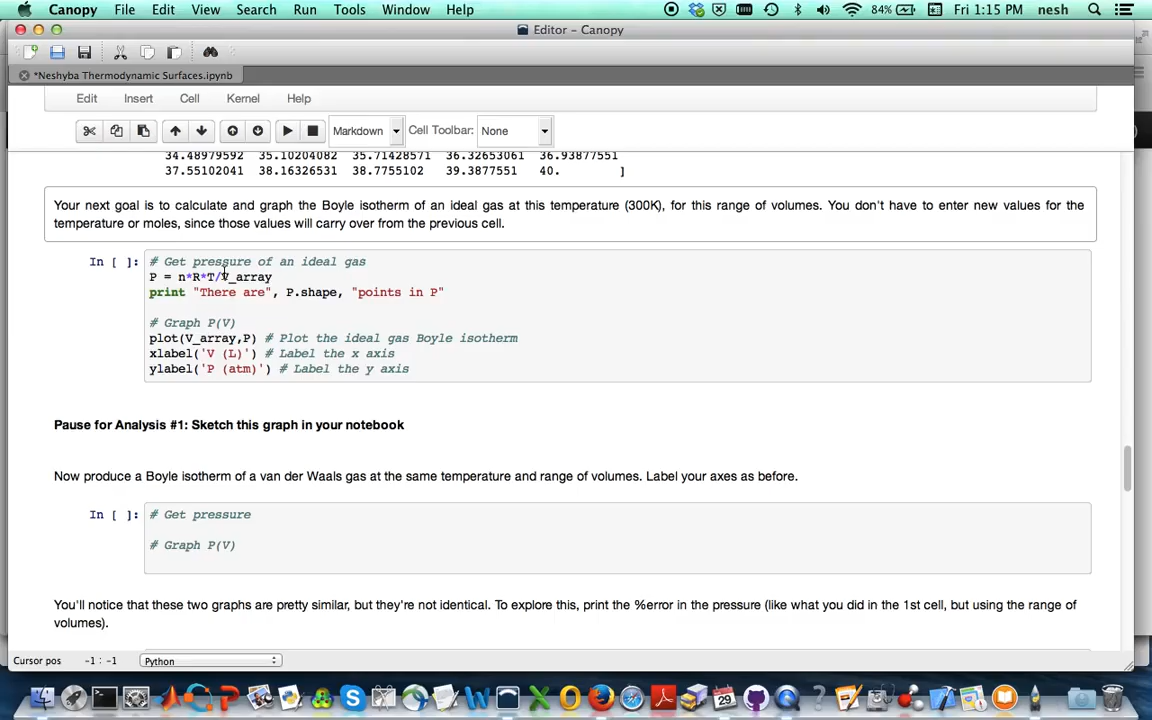 Canopy File Edit View Search Run Tools Window Help 84% Fri 1:15 PM nesh
Editor – Canopy
*Neshyba Thermodynamic Surfaces.ipynb
Edit Insert Cell Kernel Help
Markdown Cell Toolbar: None
34.48979592 35.10204082 35.71428571 36.32653061 36.93877551
37.55102041 38.16326531 38.7755102 39.3877551 40. ]
Your next goal is to calculate and graph the Boyle isotherm of an ideal gas at this temperature (300K), for this range of volumes. You don't have to enter new values for the
temperature or moles, since those values will carry over from the previous cell.
In [ ]: # Get pressure of an ideal gas
P = n*R*T/V_array
print "There are", P.shape, "points in P"
# Graph P(V)
plot(V_array,P) # Plot the ideal gas Boyle isotherm
xlabel('V (L)') # Label the x axis
ylabel('P (atm)') # Label the y axis
Pause for Analysis #1: Sketch this graph in your notebook
Now produce a Boyle isotherm of a van der Waals gas at the same temperature and range of volumes. Label your axes as before.
In [ ]: # Get pressure
# Graph P(V)
You'll notice that these two graphs are pretty similar, but they're not identical. To explore this, print the %error in the pressure (like what you did in the 1st cell, but using the range of
volumes).
Cursor pos -1 : -1 Python